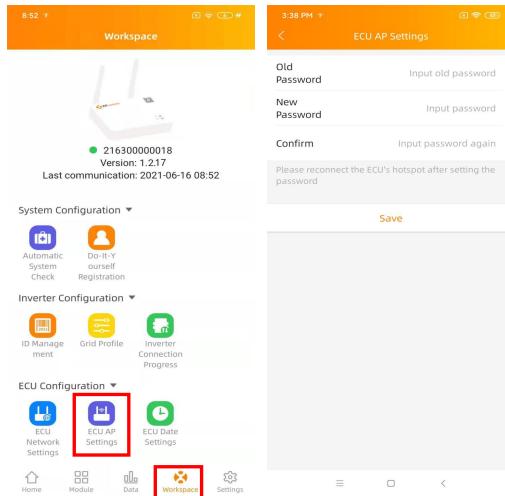 8:52
Workspace
216300000018
Version: 1.2.17
Last communication: 2021-06-16 08:52
System Configuration
Automatic
System
Check
Do-It-Y
ourself
Registration
Inverter Configuration
ID Manage
ment
Grid Profile
Inverter
Connection
Progress
ECU Configuration
ECU
Network
Settings
ECU AP
Settings
ECU Date
Settings
Home
Module
Data
Workspace
Settings
3:38 PM
ECU AP Settings
Old
Password
Input old password
New
Password
Input password
Confirm
Input password again
Please reconnect the ECU's hotspot after setting the
password
Save